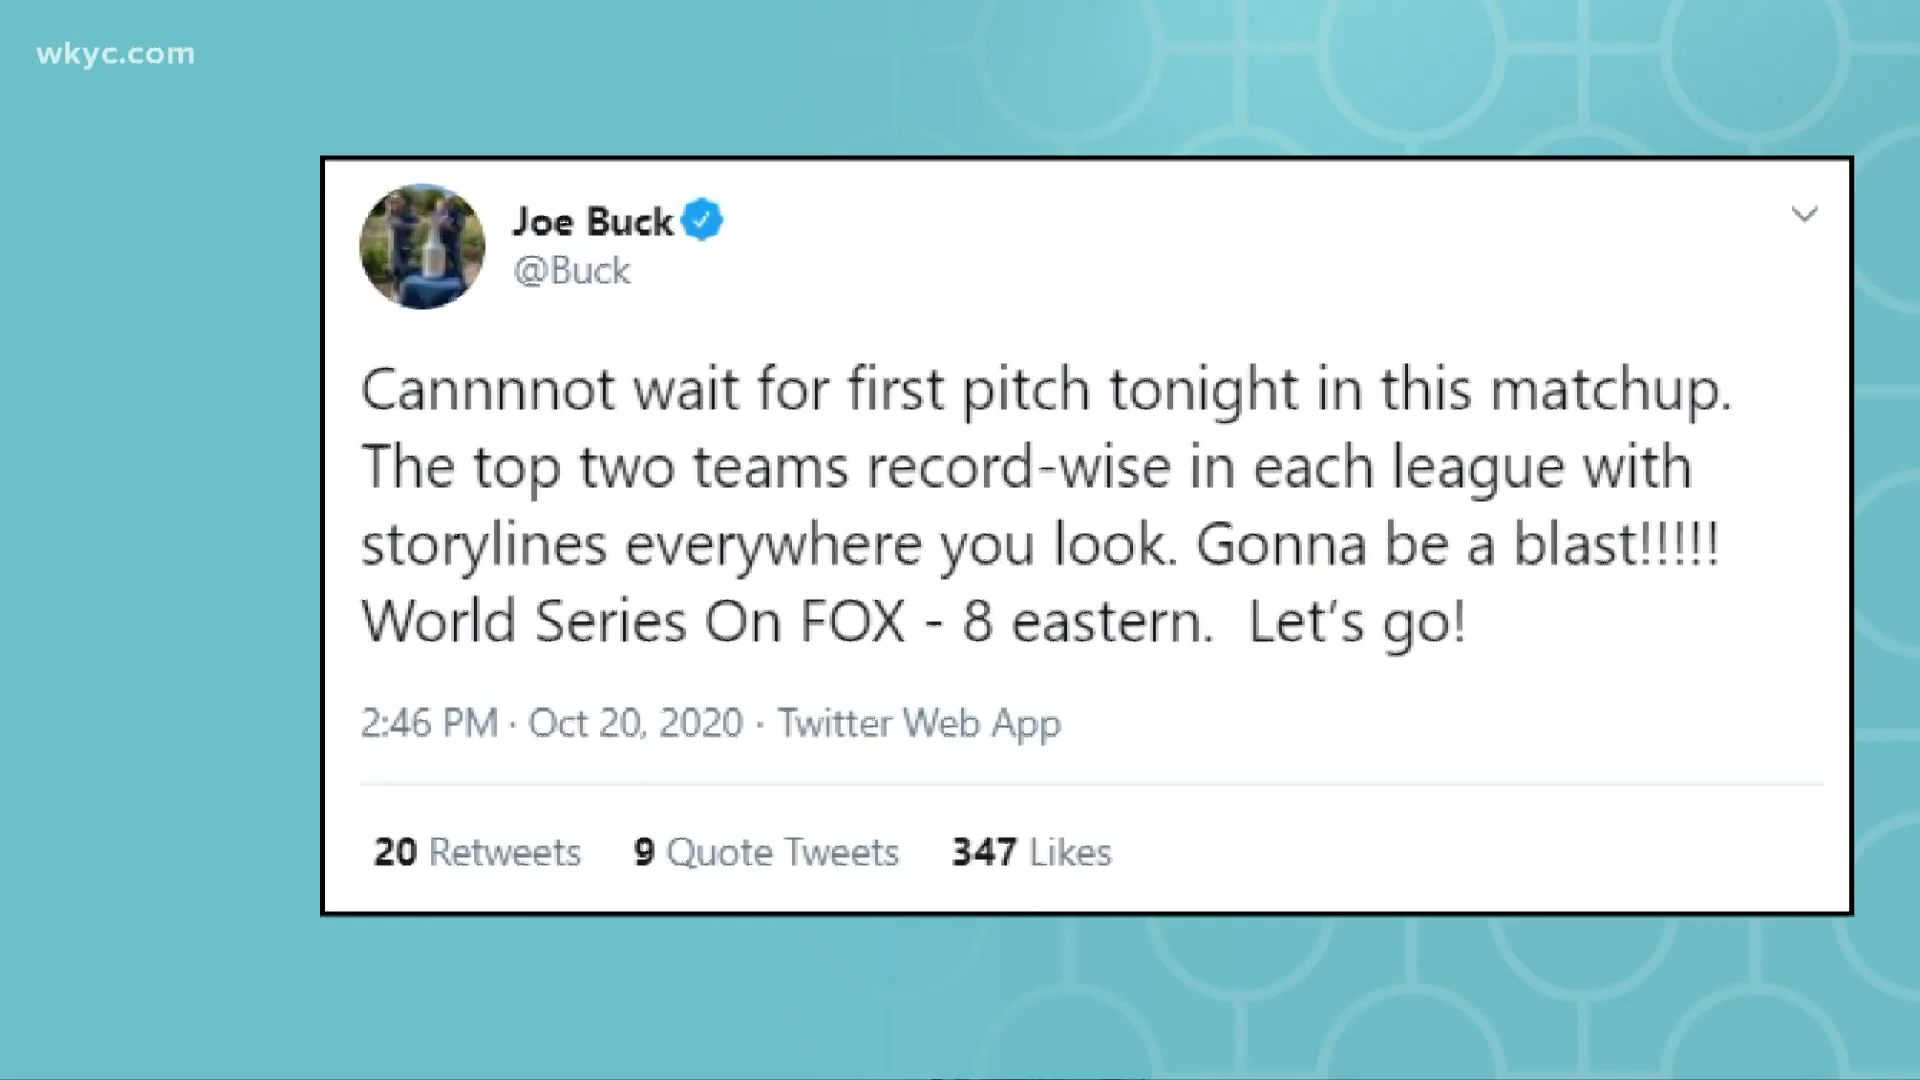 wkyc.com
Joe Buck
@Buck
Cannnnot wait for first pitch tonight in this matchup.
The top two teams record-wise in each league with
storylines everywhere you look. Gonna be a blast!!!!!
World Series On FOX - 8 eastern.  Let's go!
2:46 PM · Oct 20, 2020 · Twitter Web App
20 Retweets 9 Quote Tweets 347 Likes